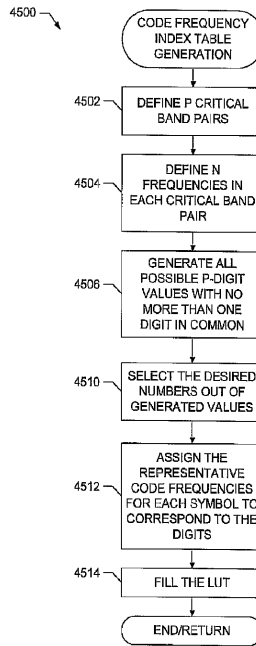 4500
CODE FREQUENCY
INDEX TABLE
GENERATION
4502
DEFINE P CRITICAL
BAND PAIRS
4504
DEFINE N
FREQUENCIES IN
EACH CRITICAL BAND
PAIR
4506
GENERATE ALL
POSSIBLE P-DIGIT
VALUES WITH NO
MORE THAN ONE
DIGIT IN COMMON
4510
SELECT THE DESIRED
NUMBERS OUT OF
GENERATED VALUES
4512
ASSIGN THE
REPRESENTATIVE
CODE FREQUENCIES
FOR EACH SYMBOL TO
CORRESPOND TO THE
DIGITS
4514
FILL THE LUT
END/RETURN